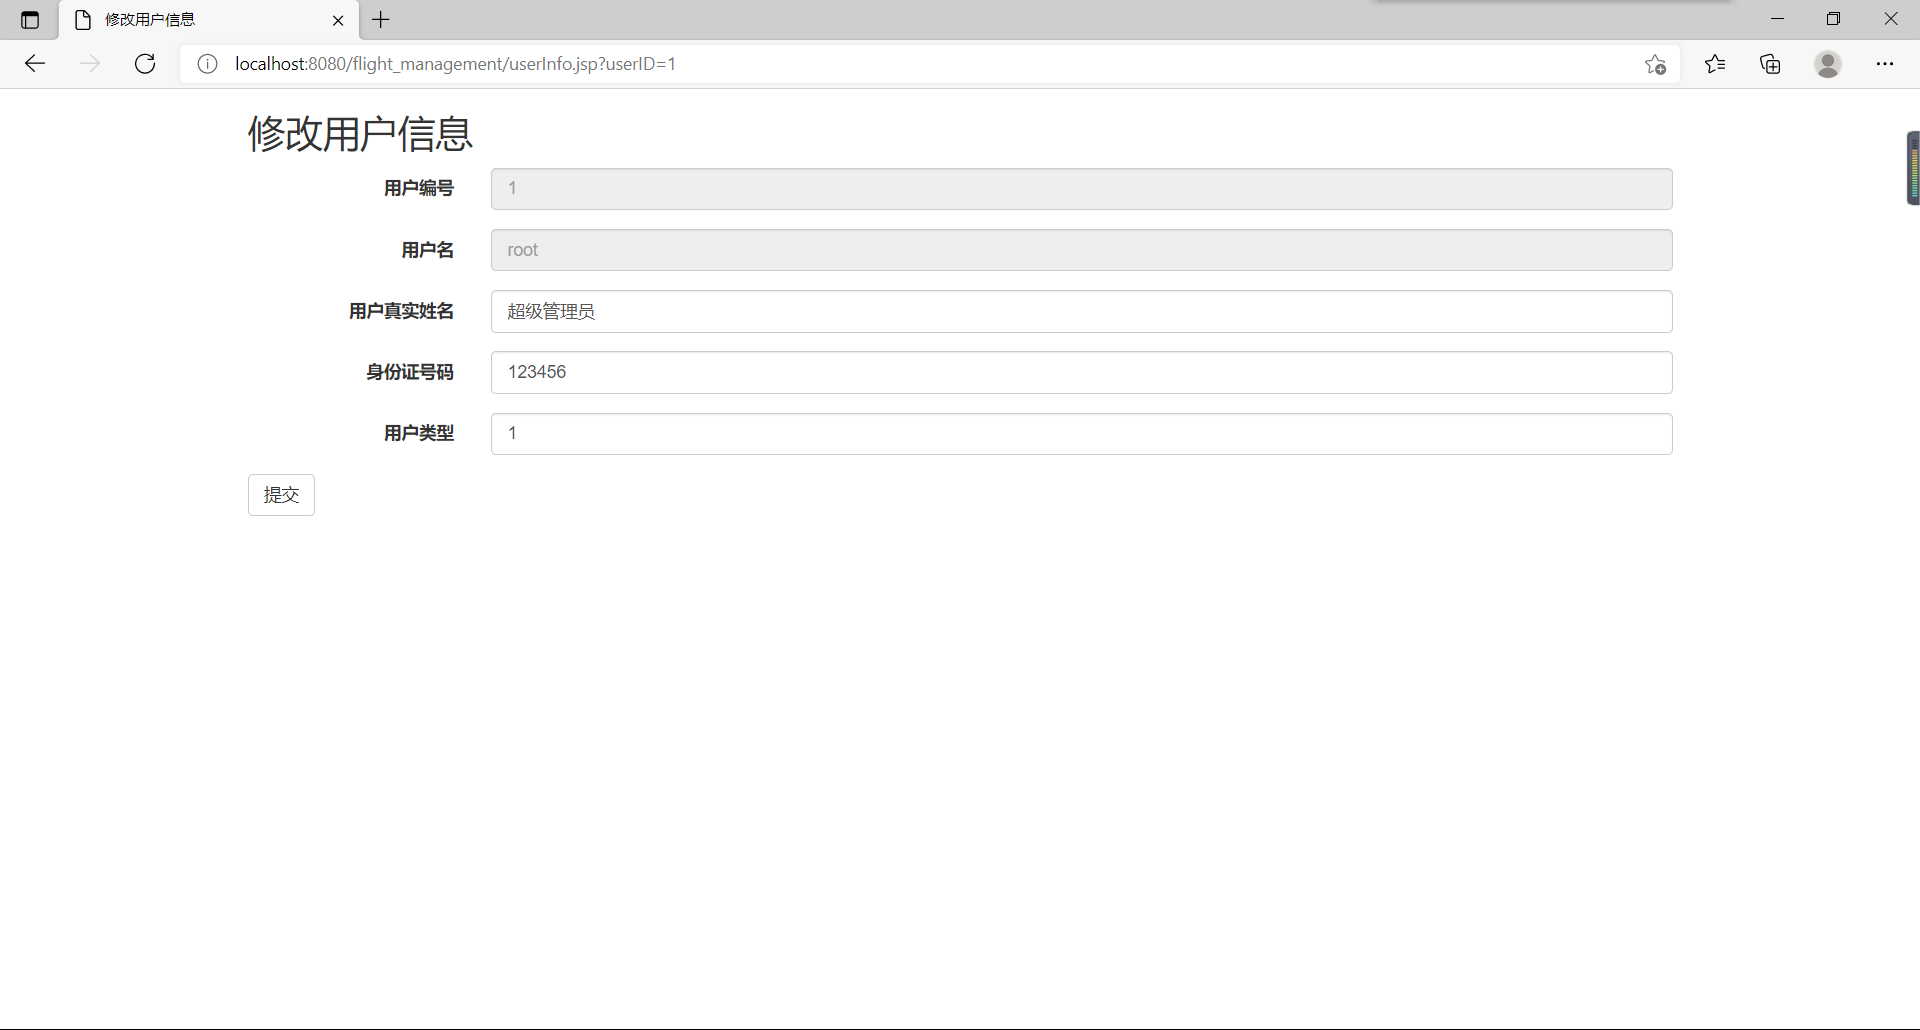 修改用户信息
localhost:8080/flight_management/userInfo.jsp?userID=1
修改用户信息
用户编号 1
用户名 root
用户真实姓名 超级管理员
身份证号码 123456
用户类型 1
提交